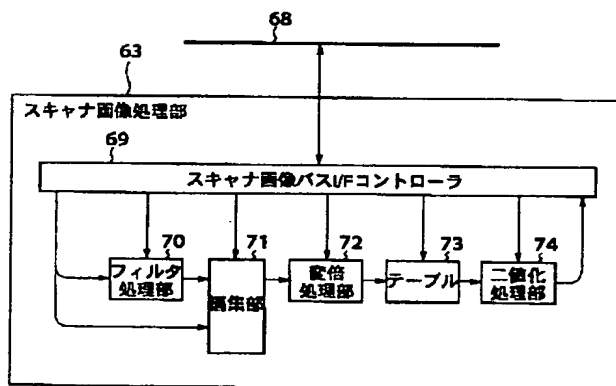 68
63
スキャナ画像処理部
69
スキャナ画像バスI/Fコントローラ
70
71
72
73
74
フィルタ
処理部
編集部
変倍
処理部
テーブル
二値化
処理部